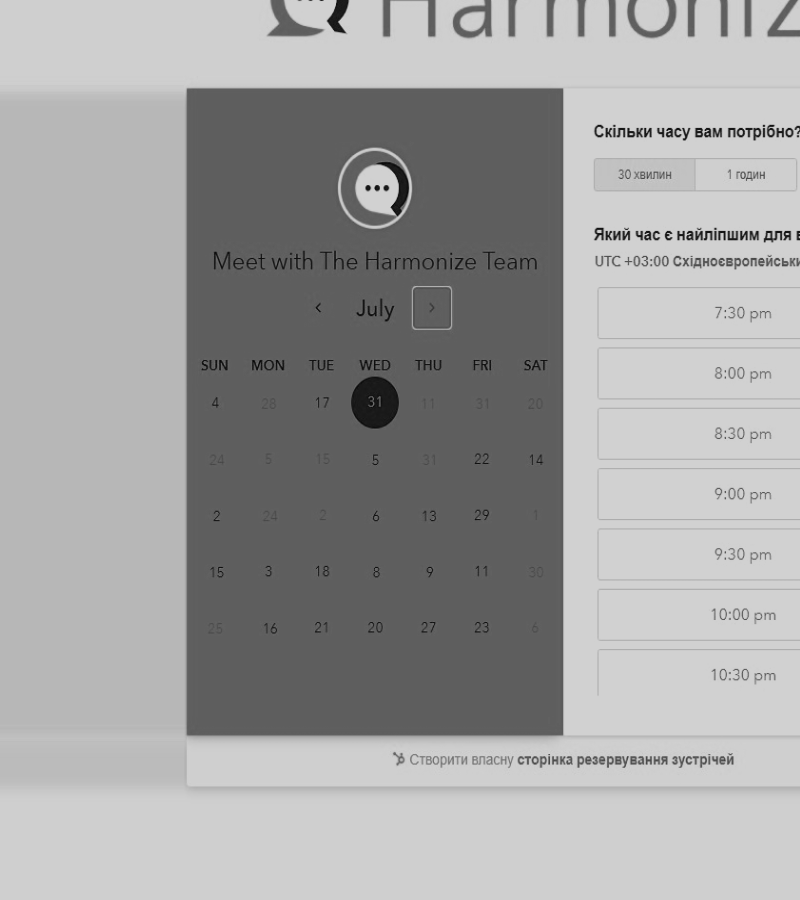 Harmoniz
Meet with The Harmonize Team
July
SUN MON TUE WED THU FRI SAT
4 28 17 31 11 31 20
24 5 15 5 31 22 14
2 24 2 6 13 29 1
15 3 18 8 9 11 30
25 16 21 20 27 23 6
Скільки часу вам потрібно?
30 хвилин 1 годин
Який час є найліпшим для в
UTC +03:00 Східноєвропейськи
7:30 pm
8:00 pm
8:30 pm
9:00 pm
9:30 pm
10:00 pm
10:30 pm
Створити власну сторінка резервування зустрічей